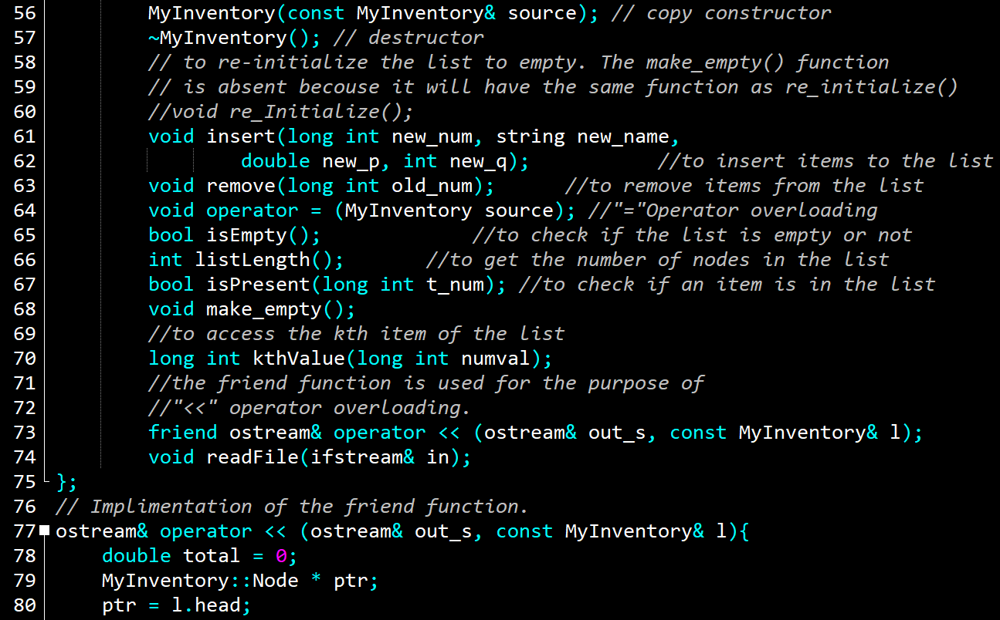 56 MyInventory(const MyInventory& source); // copy constructor
57 ~MyInventory(); // destructor
58 // to re-initialize the list to empty. The make_empty() function
59 // is absent becouse it will have the same function as re_initialize()
60 //void re_Initialize();
61 void insert(long int new_num, string new_name,
62 double new_p, int new_q); //to insert items to the list
63 void remove(long int old_num); //to remove items from the list
64 void operator = (MyInventory source); //"="Operator overloading
65 bool isEmpty(); //to check if the list is empty or not
66 int listLength(); //to get the number of nodes in the list
67 bool isPresent(long int t_num); //to check if an item is in the list
68 void make_empty();
69 //to access the kth item of the list
70 long int kthValue(long int numval);
71 //the friend function is used for the purpose of
72 //"<<" operator overloading.
73 friend ostream& operator << (ostream& out_s, const MyInventory& l);
74 void readFile(ifstream& in);
75 };
76 // Implimentation of the friend function.
77 ostream& operator << (ostream& out_s, const MyInventory& l){
78 double total = 0;
79 MyInventory::Node * ptr;
80 ptr = l.head;